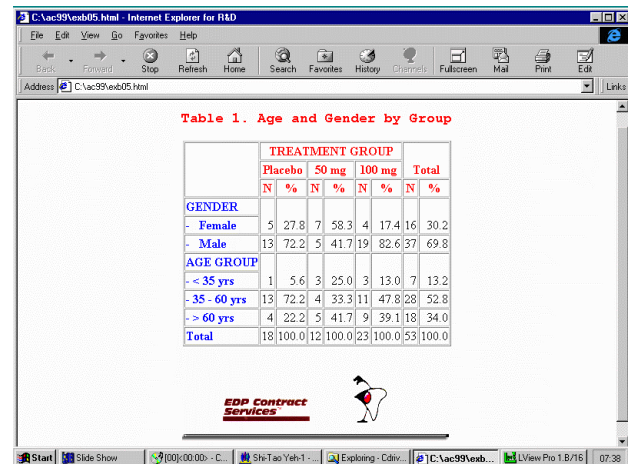 C:\ac99\exb05.html - Internet Explorer for R&D
File Edit View Go Favorites Help
Back Forward Stop Refresh Home Search Favorites History Channels Fullscreen Mail Print Edit
Address C:\ac99\exb05.html Links
Table 1. Age and Gender by Group
TREATMENT GROUP
Placebo 50 mg 100 mg Total
N % N % N % N %
GENDER
- Female 5 27.8 7 58.3 4 17.4 16 30.2
- Male 13 72.2 5 41.7 19 82.6 37 69.8
AGE GROUP
- < 35 yrs 1 5.6 3 25.0 3 13.0 7 13.2
- 35 - 60 yrs 13 72.2 4 33.3 11 47.8 28 52.8
- > 60 yrs 4 22.2 5 41.7 9 39.1 18 34.0
Total 18 100.0 12 100.0 23 100.0 53 100.0
EDP Contract
Services
Start Slide Show [00]<00:00> - C... Shi-Tao Yeh-1 - ... Exploring - Cdriv... C:\ac99\exb... LView Pro 1.B/16 07:38